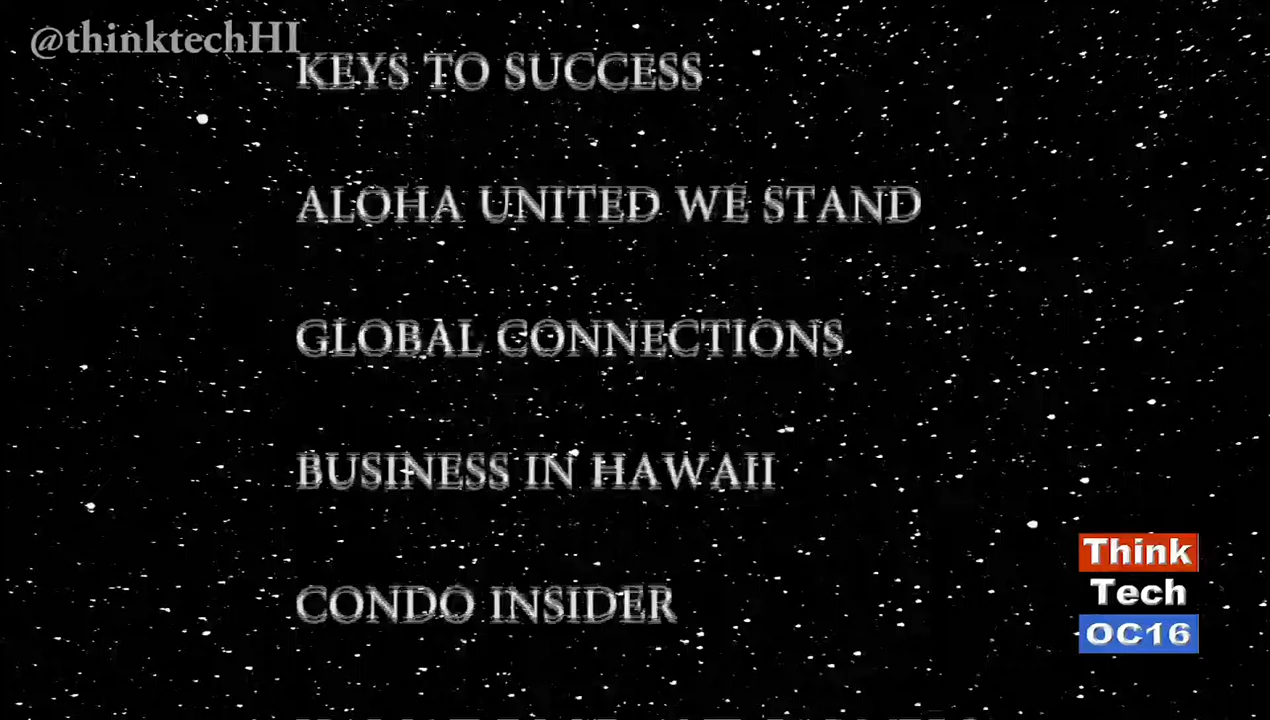 @thinktechHI
KEYS TO SUCCESS
ALOHA UNITED WE STAND
GLOBAL CONNECTIONS
BUSINESS IN HAWAII
CONDO INSIDER
Think
Tech
OC16